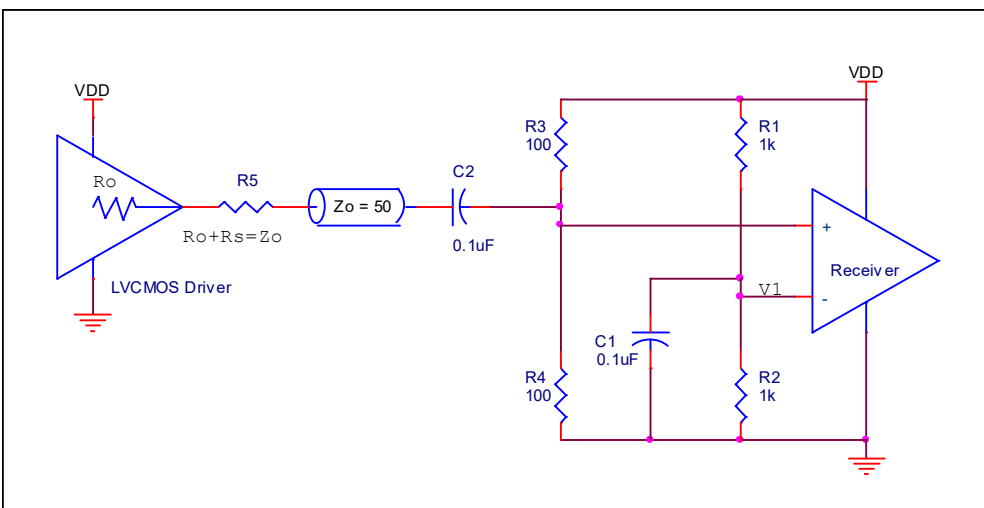 VDD
VDD
R3
100
R1
1k
C2
Ro
R5
Zo = 50
Ro+Rs=Zo
0.1uF
+
Receiver
LVCMOS Driver
V1
-
C1
0.1uF
R4
100
R2
1k